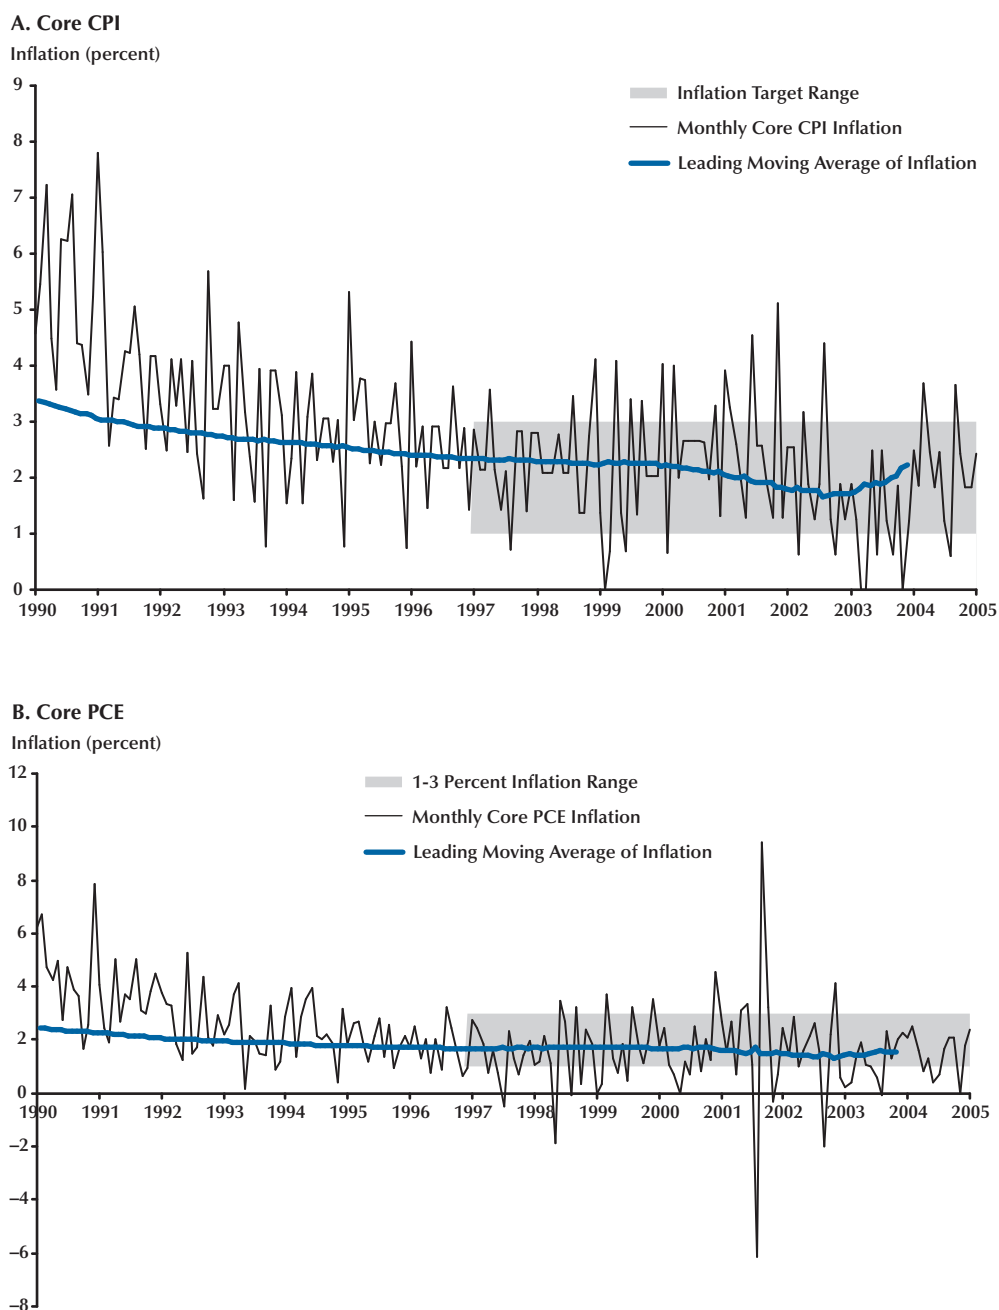 A. Core CPI
Inflation (percent)
9
8
7
6
5
4
3
2
1
0
Inflation Target Range
Monthly Core CPI Inflation
Leading Moving Average of Inflation
1990 1991 1992 1993 1994 1995 1996 1997 1998 1999 2000 2001 2002 2003 2004 2005
B. Core PCE
Inflation (percent)
12
10
8
6
4
2
0
–2
–4
–6
–8
1-3 Percent Inflation Range
Monthly Core PCE Inflation
Leading Moving Average of Inflation
1990 1991 1992 1993 1994 1995 1996 1997 1998 1999 2000 2001 2002 2003 2004 2005